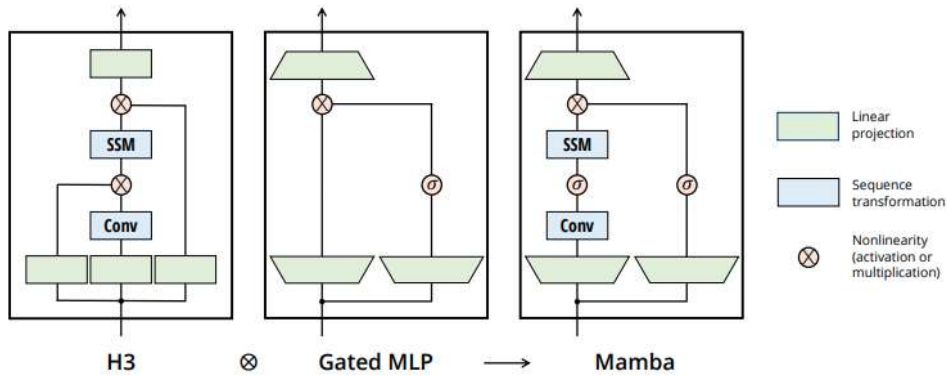 SSM
Conv
σ
SSM
σ
Conv
σ
Linear
projection
Sequence
transformation
Nonlinearity
(activation or
multiplication)
H3 ⊗ Gated MLP → Mamba